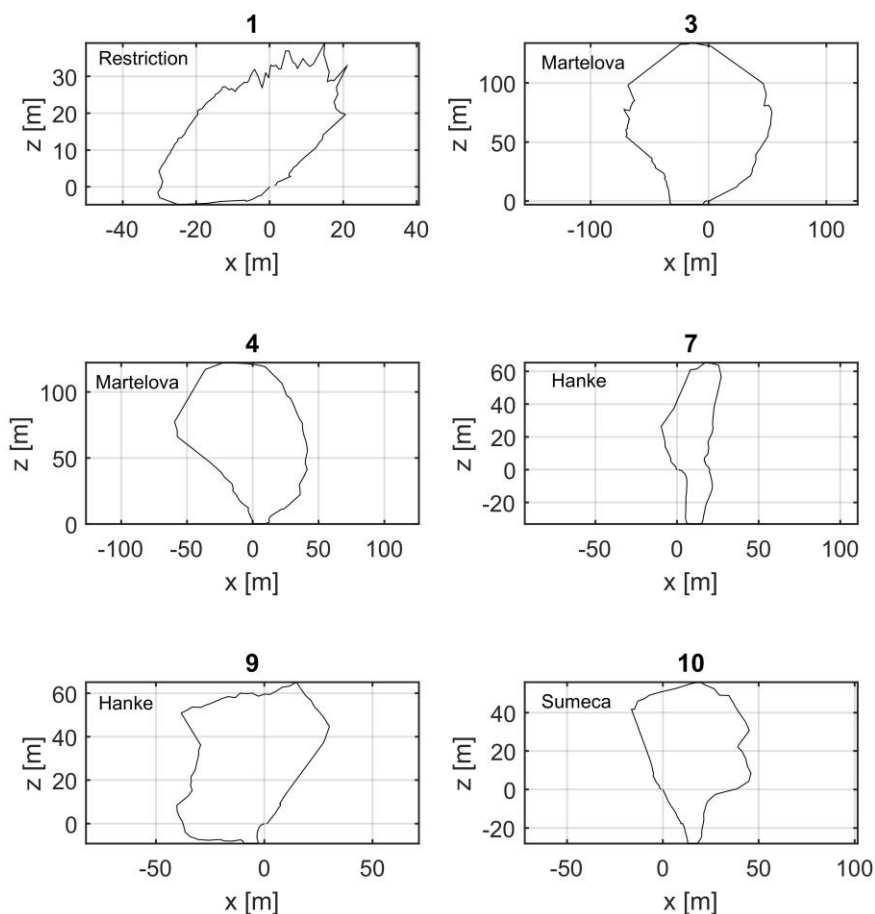 1
Restriction
30
20
10
0
z [m]
-40 -20 0 20 40
x [m]
3
Martelova
100
50
0
z [m]
-100 0 100
x [m]
4
Martelova
100
50
0
z [m]
-100 -50 0 50 100
x [m]
7
Hanke
60
40
20
0
-20
z [m]
-50 0 50 100
x [m]
9
Hanke
60
40
20
0
z [m]
-50 0 50
x [m]
10
Sumeca
40
20
0
-20
z [m]
-50 0 50 100
x [m]